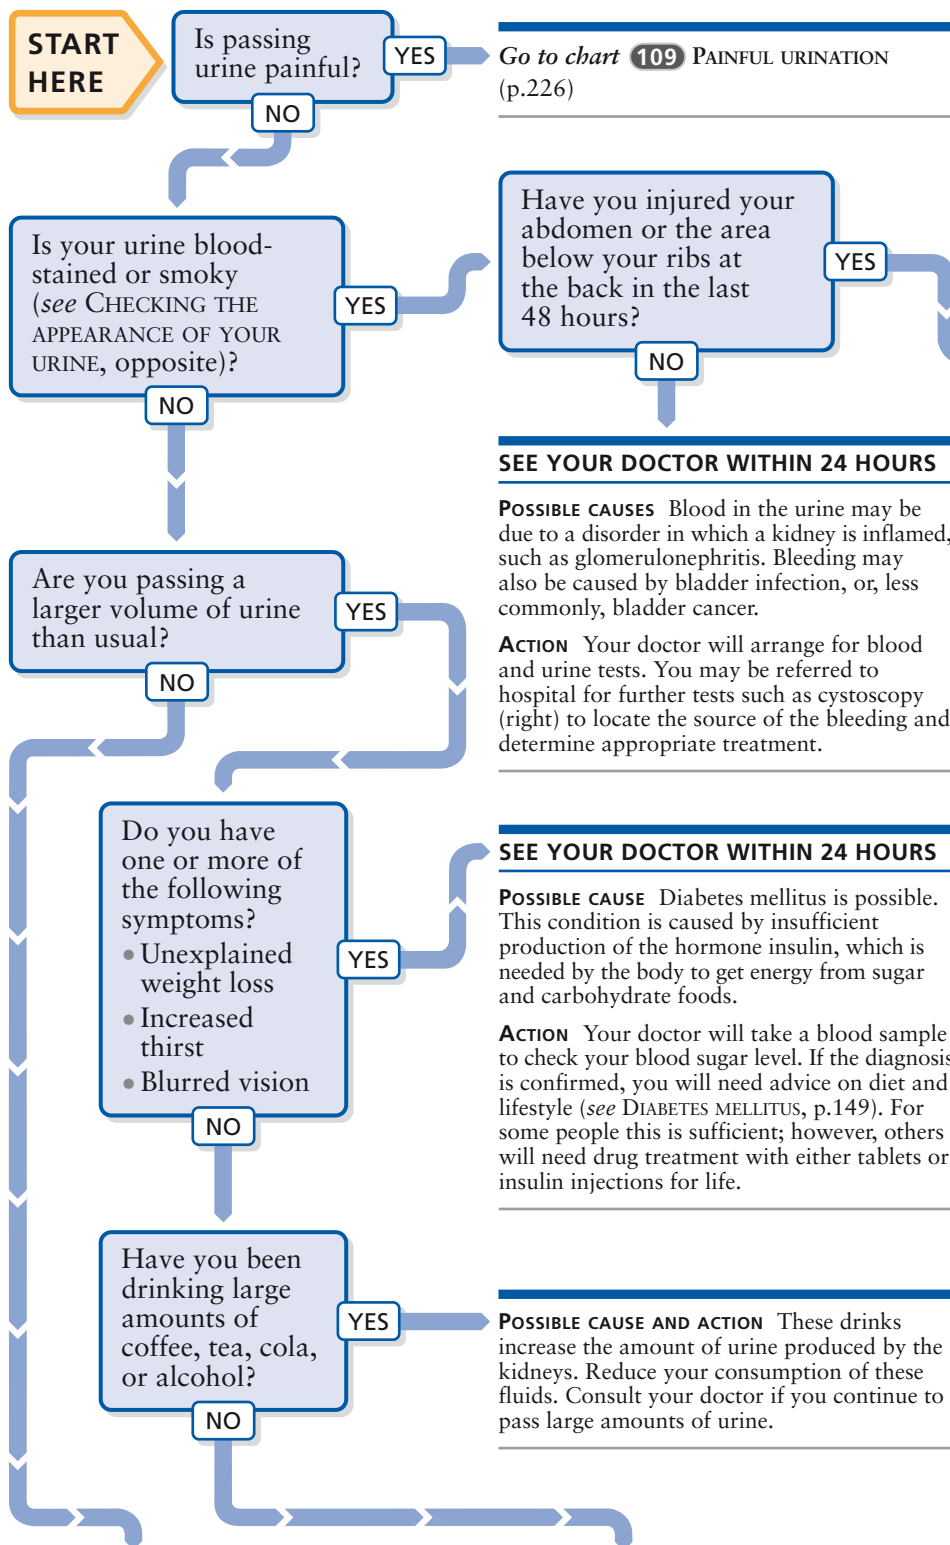 START
HERE
Is passing
urine painful?
YES
Go to chart 109 PAINFUL URINATION
(p.226)
NO
Is your urine blood-
stained or smoky
(see CHECKING THE
APPEARANCE OF YOUR
URINE, opposite)?
YES
Have you injured your
abdomen or the area
below your ribs at
the back in the last
48 hours?
YES
NO
NO
SEE YOUR DOCTOR WITHIN 24 HOURS
POSSIBLE CAUSES Blood in the urine may be
due to a disorder in which a kidney is inflamed,
such as glomerulonephritis. Bleeding may
also be caused by bladder infection, or, less
commonly, bladder cancer.
ACTION Your doctor will arrange for blood
and urine tests. You may be referred to
hospital for further tests such as cystoscopy
(right) to locate the source of the bleeding and
determine appropriate treatment.
Are you passing a
larger volume of urine
than usual?
YES
NO
Do you have
one or more of
the following
symptoms?
• Unexplained
weight loss
• Increased
thirst
• Blurred vision
YES
NO
SEE YOUR DOCTOR WITHIN 24 HOURS
POSSIBLE CAUSE Diabetes mellitus is possible.
This condition is caused by insufficient
production of the hormone insulin, which is
needed by the body to get energy from sugar
and carbohydrate foods.
ACTION Your doctor will take a blood sample
to check your blood sugar level. If the diagnosis
is confirmed, you will need advice on diet and
lifestyle (see DIABETES MELLITUS, p.149). For
some people this is sufficient; however, others
will need drug treatment with either tablets or
insulin injections for life.
Have you been
drinking large
amounts of
coffee, tea, cola,
or alcohol?
YES
NO
POSSIBLE CAUSE AND ACTION These drinks
increase the amount of urine produced by the
kidneys. Reduce your consumption of these
fluids. Consult your doctor if you continue to
pass large amounts of urine.